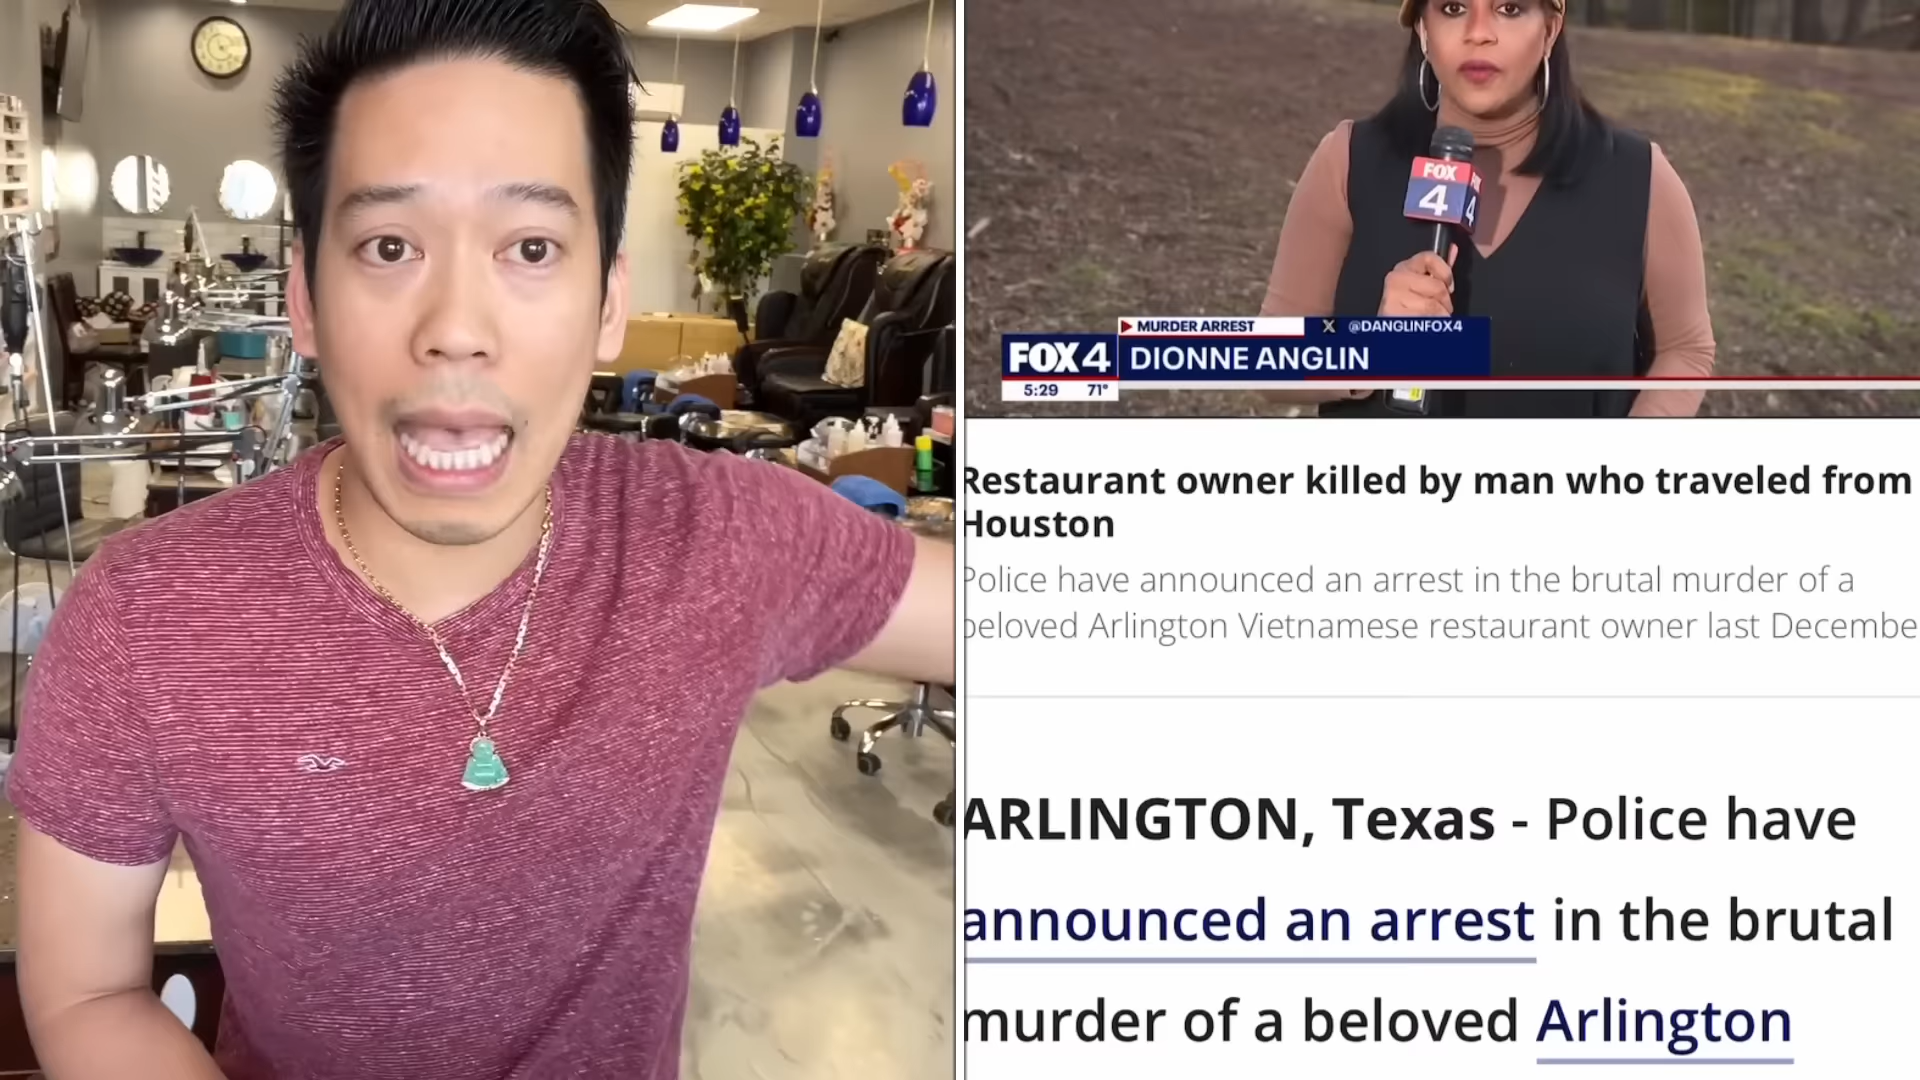 FOX
4
MURDER ARREST
@DANGLINFOX4
FOX 4
DIONNE ANGLIN
5:29 71°
Restaurant owner killed by man who traveled from
Houston
Police have announced an arrest in the brutal murder of a
beloved Arlington Vietnamese restaurant owner last Decembe
ARLINGTON, Texas - Police have
announced an arrest in the brutal
murder of a beloved Arlington